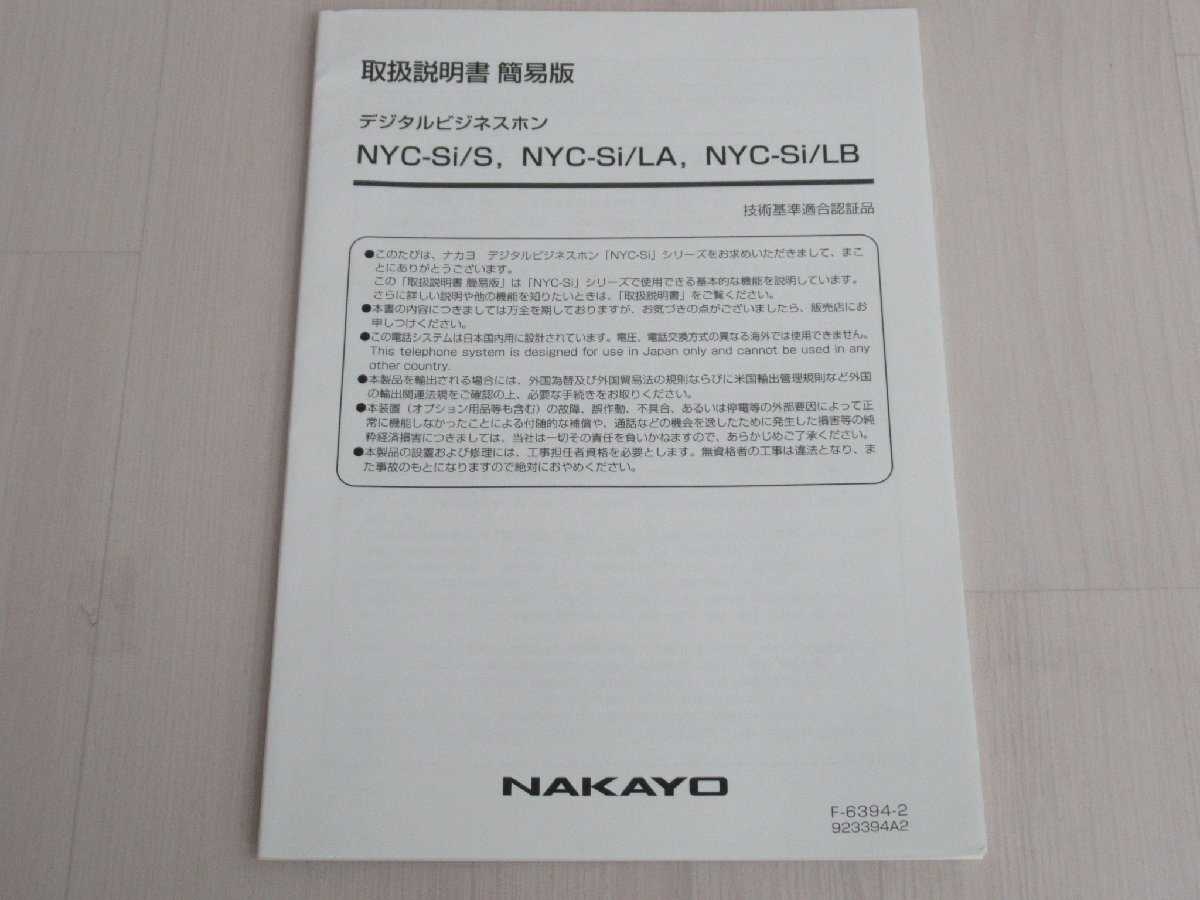 取扱説明書 簡易版
デジタルビジネスホン
NYC-Si/S, NYC-Si/LA, NYC-Si/LB
技術基準適合認証品
●このたびは、ナカヨ デジタルビジネスホン「NYC-Si」シリーズをお求めいただきまして、まこ
とにありがとうございます。
この「取扱説明書 簡易版」は「NYC-Si」シリーズで使用できる基本的な機能を説明しています。
さらに詳しい説明や他の機能を知りたいときは、「取扱説明書」をご覧ください。
●本書の内容につきましては万全を期しておりますが、お気づきの点がございましたら、販売店にお
申しつけください。
●この電話システムは日本国内用に設計されています。電圧、電話交換方式の異なる海外では使用できません。
This telephone system is designed for use in Japan only and cannot be used in any
other country.
●本製品を輸出される場合には、外国為替及び外国貿易法の規則ならびに米国輸出管理規則など外国
の輸出関連法規をご確認の上、必要な手続きをお取りください。
●本装置（オプション用品等も含む）の故障、誤作動、不具合、あるいは停電等の外部要因によって正
常に機能しなかったことによる付随的な補償や、通話などの機会を逸したために発生した損害等の純
粋経済損害につきましては、当社は一切その責任を負いかねますので、あらかじめご了承ください。
●本製品の設置および修理には、工事担任者資格を必要とします。無資格者の工事は違法となり、ま
た事故のもとになりますので絶対におやめください。
NAKAYO
F-6394-2
923394A2